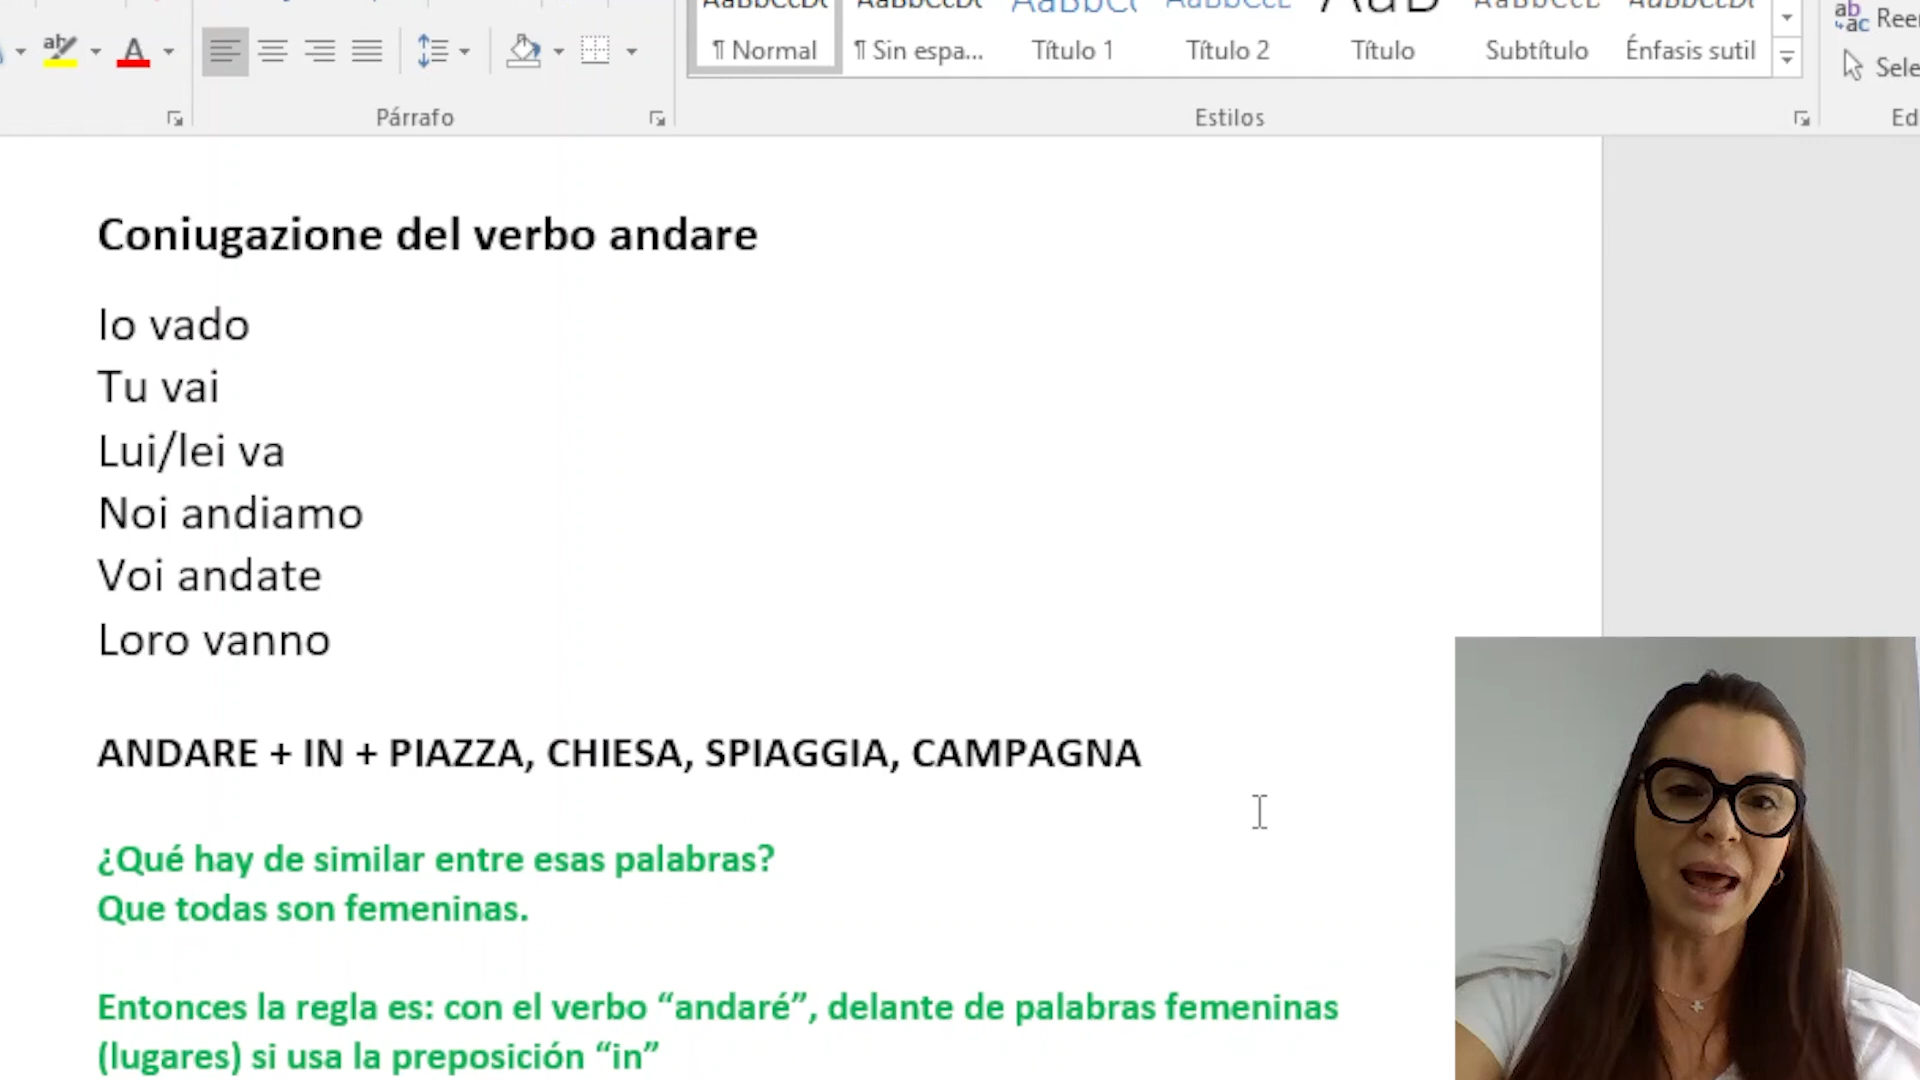 ¶ Normal
¶ Sin espa...
Título 1
Título 2
Título
Subtítulo
Énfasis sutil
Párrafo
Estilos
Coniugazione del verbo andare
Io vado
Tu vai
Lui/lei va
Noi andiamo
Voi andate
Loro vanno
ANDARE + IN + PIAZZA, CHIESA, SPIAGGIA, CAMPAGNA
¿Qué hay de similar entre esas palabras?
Que todas son femeninas.
Entonces la regla es: con el verbo “andaré”, delante de palabras femeninas
(lugares) si usa la preposición “in”